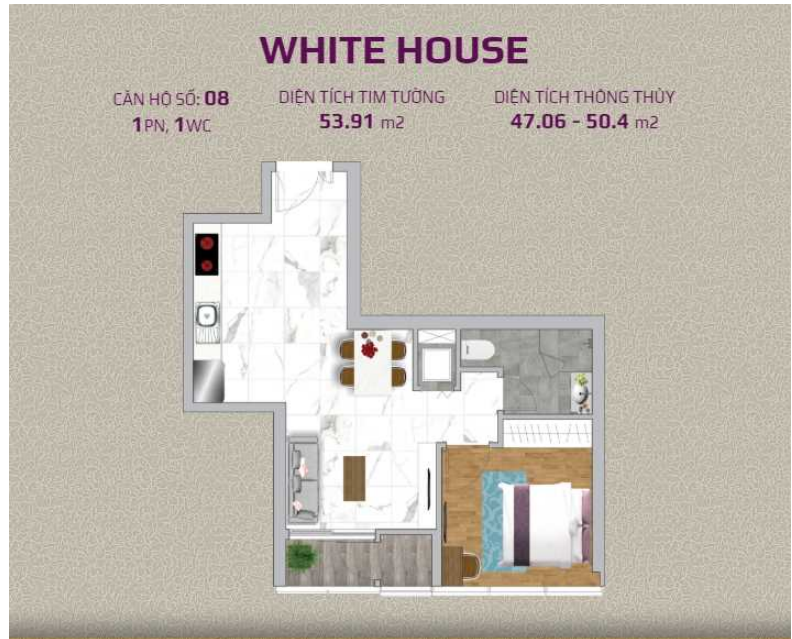 WHITE HOUSE
CĂN HỘ SỐ: 08
1PN, 1WC
DIỆN TÍCH TIM TƯỜNG
53.91 m2
DIỆN TÍCH THÔNG THỦY
47.06 - 50.4 m2